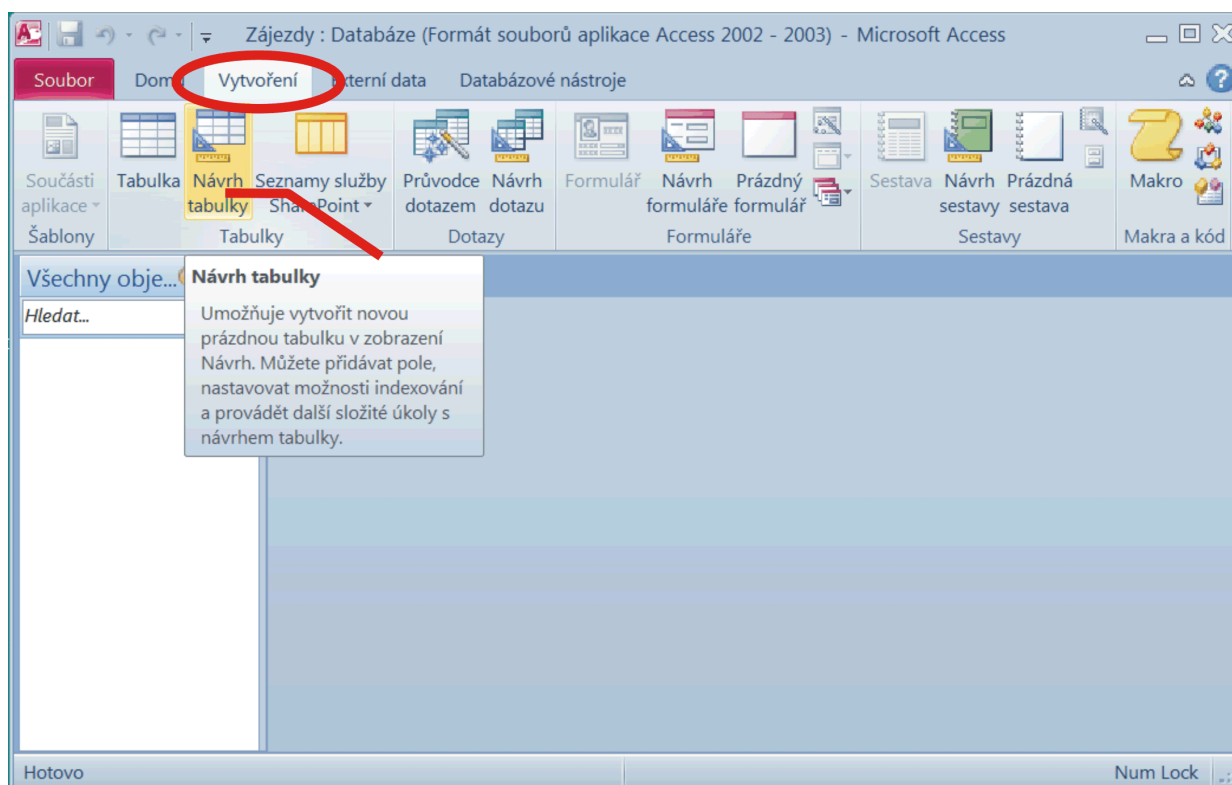 Zájezdy : Databáze (Formát souborů aplikace Access 2002 - 2003) - Microsoft Access
Soubor Domů Vytvoření Externí data Databázové nástroje
Součásti aplikace
Tabulka
Návrh tabulky
Seznamy služby SharePoint
Průvodce dotazem
Návrh dotazu
Formulář
Návrh formuláře
Prázdný formulář
Sestava
Návrh sestavy
Prázdná sestava
Makro
Šablony Tabulky Dotazy Formuláře Sestavy Makra a kód
Všechny obje...
Hledat...
Návrh tabulky
Umožňuje vytvořit novou
prázdnou tabulku v zobrazení
Návrh. Můžete přidávat pole,
nastavovat možnosti indexování
a provádět další složité úkoly s
návrhem tabulky.
Hotovo Num Lock